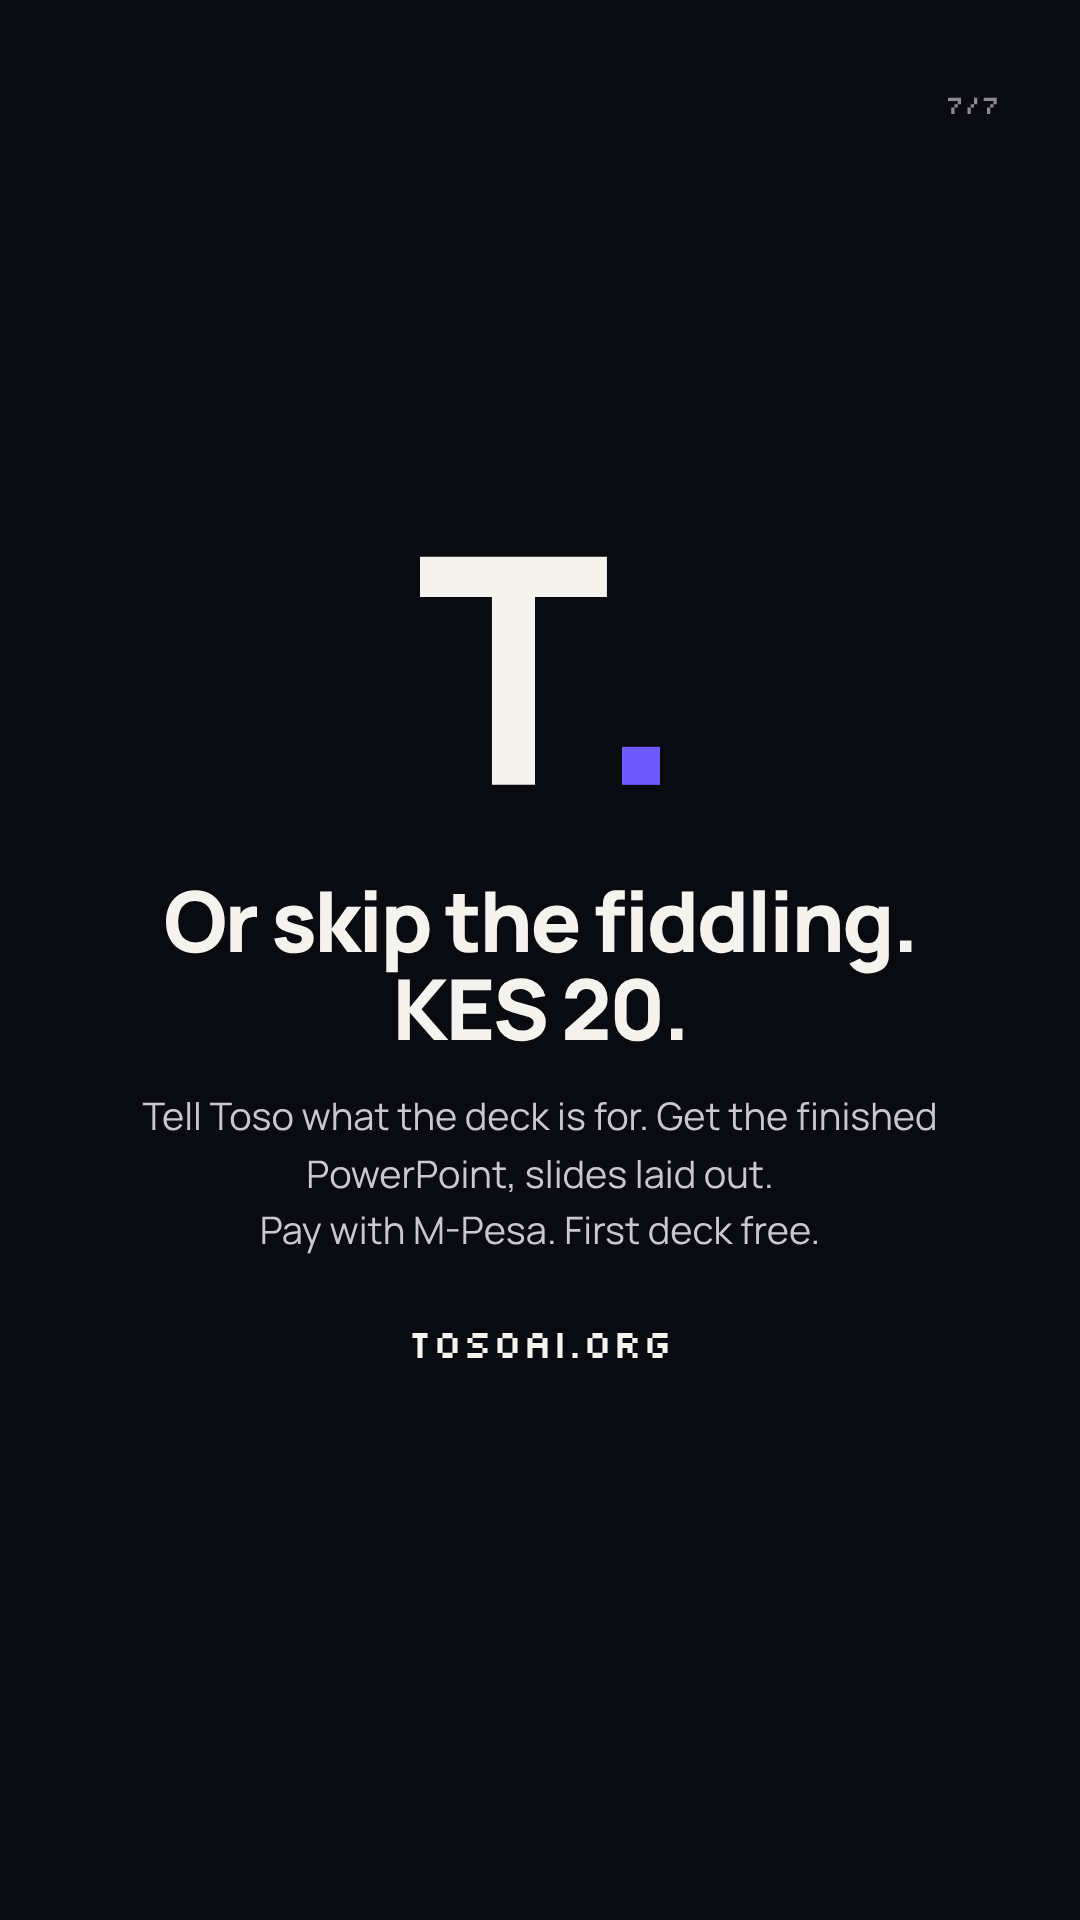 7/7
T.
Or skip the fiddling.
KES 20.
Tell Toso what the deck is for. Get the finished
PowerPoint, slides laid out.
Pay with M-Pesa. First deck free.
TOSOAI.ORG